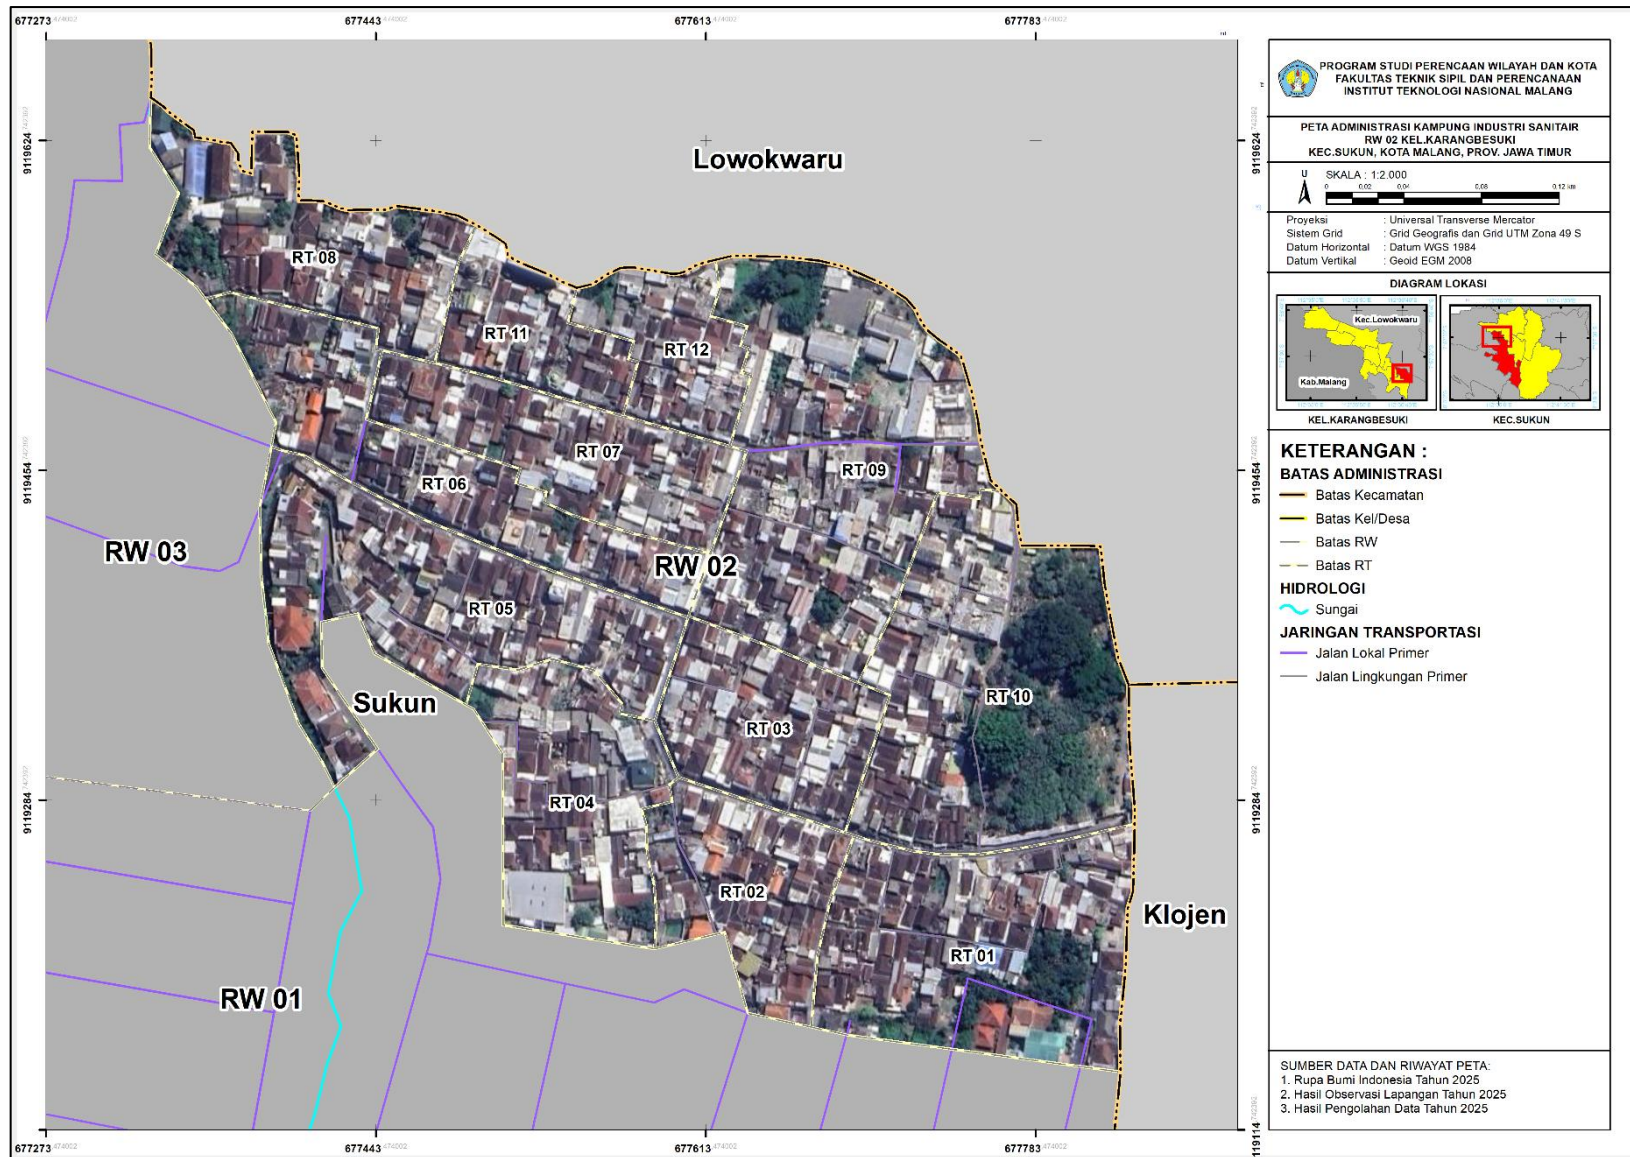 677273
677443
677613
677783
9119624
9119454
9119284
Lowokwaru
RT 08
RT 11
RT 12
RT 07
RT 09
RT 06
RW 03
RW 02
RT 05
Sukun
RT 10
RT 03
RT 04
RT 02
Klojen
RT 01
RW 01
9119624
9119454
9119284
9119114
677273
677443
677613
677783
PROGRAM STUDI PERENCAAN WILAYAH DAN KOTA
FAKULTAS TEKNIK SIPIL DAN PERENCANAAN
INSTITUT TEKNOLOGI NASIONAL MALANG
PETA ADMINISTRASI KAMPUNG INDUSTRI SANITAIR
RW 02 KEL.KARANGBESUKI
KEC.SUKUN, KOTA MALANG, PROV. JAWA TIMUR
U SKALA : 1:2.000
0 0,02 0,04 0,08 0,12 km
Proyeksi : Universal Transverse Mercator
Sistem Grid : Grid Geografis dan Grid UTM Zona 49 S
Datum Horizontal : Datum WGS 1984
Datum Vertikal : Geoid EGM 2008
DIAGRAM LOKASI
Kec.Lowokwaru
Kab.Malang
KEL.KARANGBESUKI KEC.SUKUN
KETERANGAN :
BATAS ADMINISTRASI
Batas Kecamatan
Batas Kel/Desa
Batas RW
Batas RT
HIDROLOGI
Sungai
JARINGAN TRANSPORTASI
Jalan Lokal Primer
Jalan Lingkungan Primer
SUMBER DATA DAN RIWAYAT PETA:
1. Rupa Bumi Indonesia Tahun 2025
2. Hasil Observasi Lapangan Tahun 2025
3. Hasil Pengolahan Data Tahun 2025